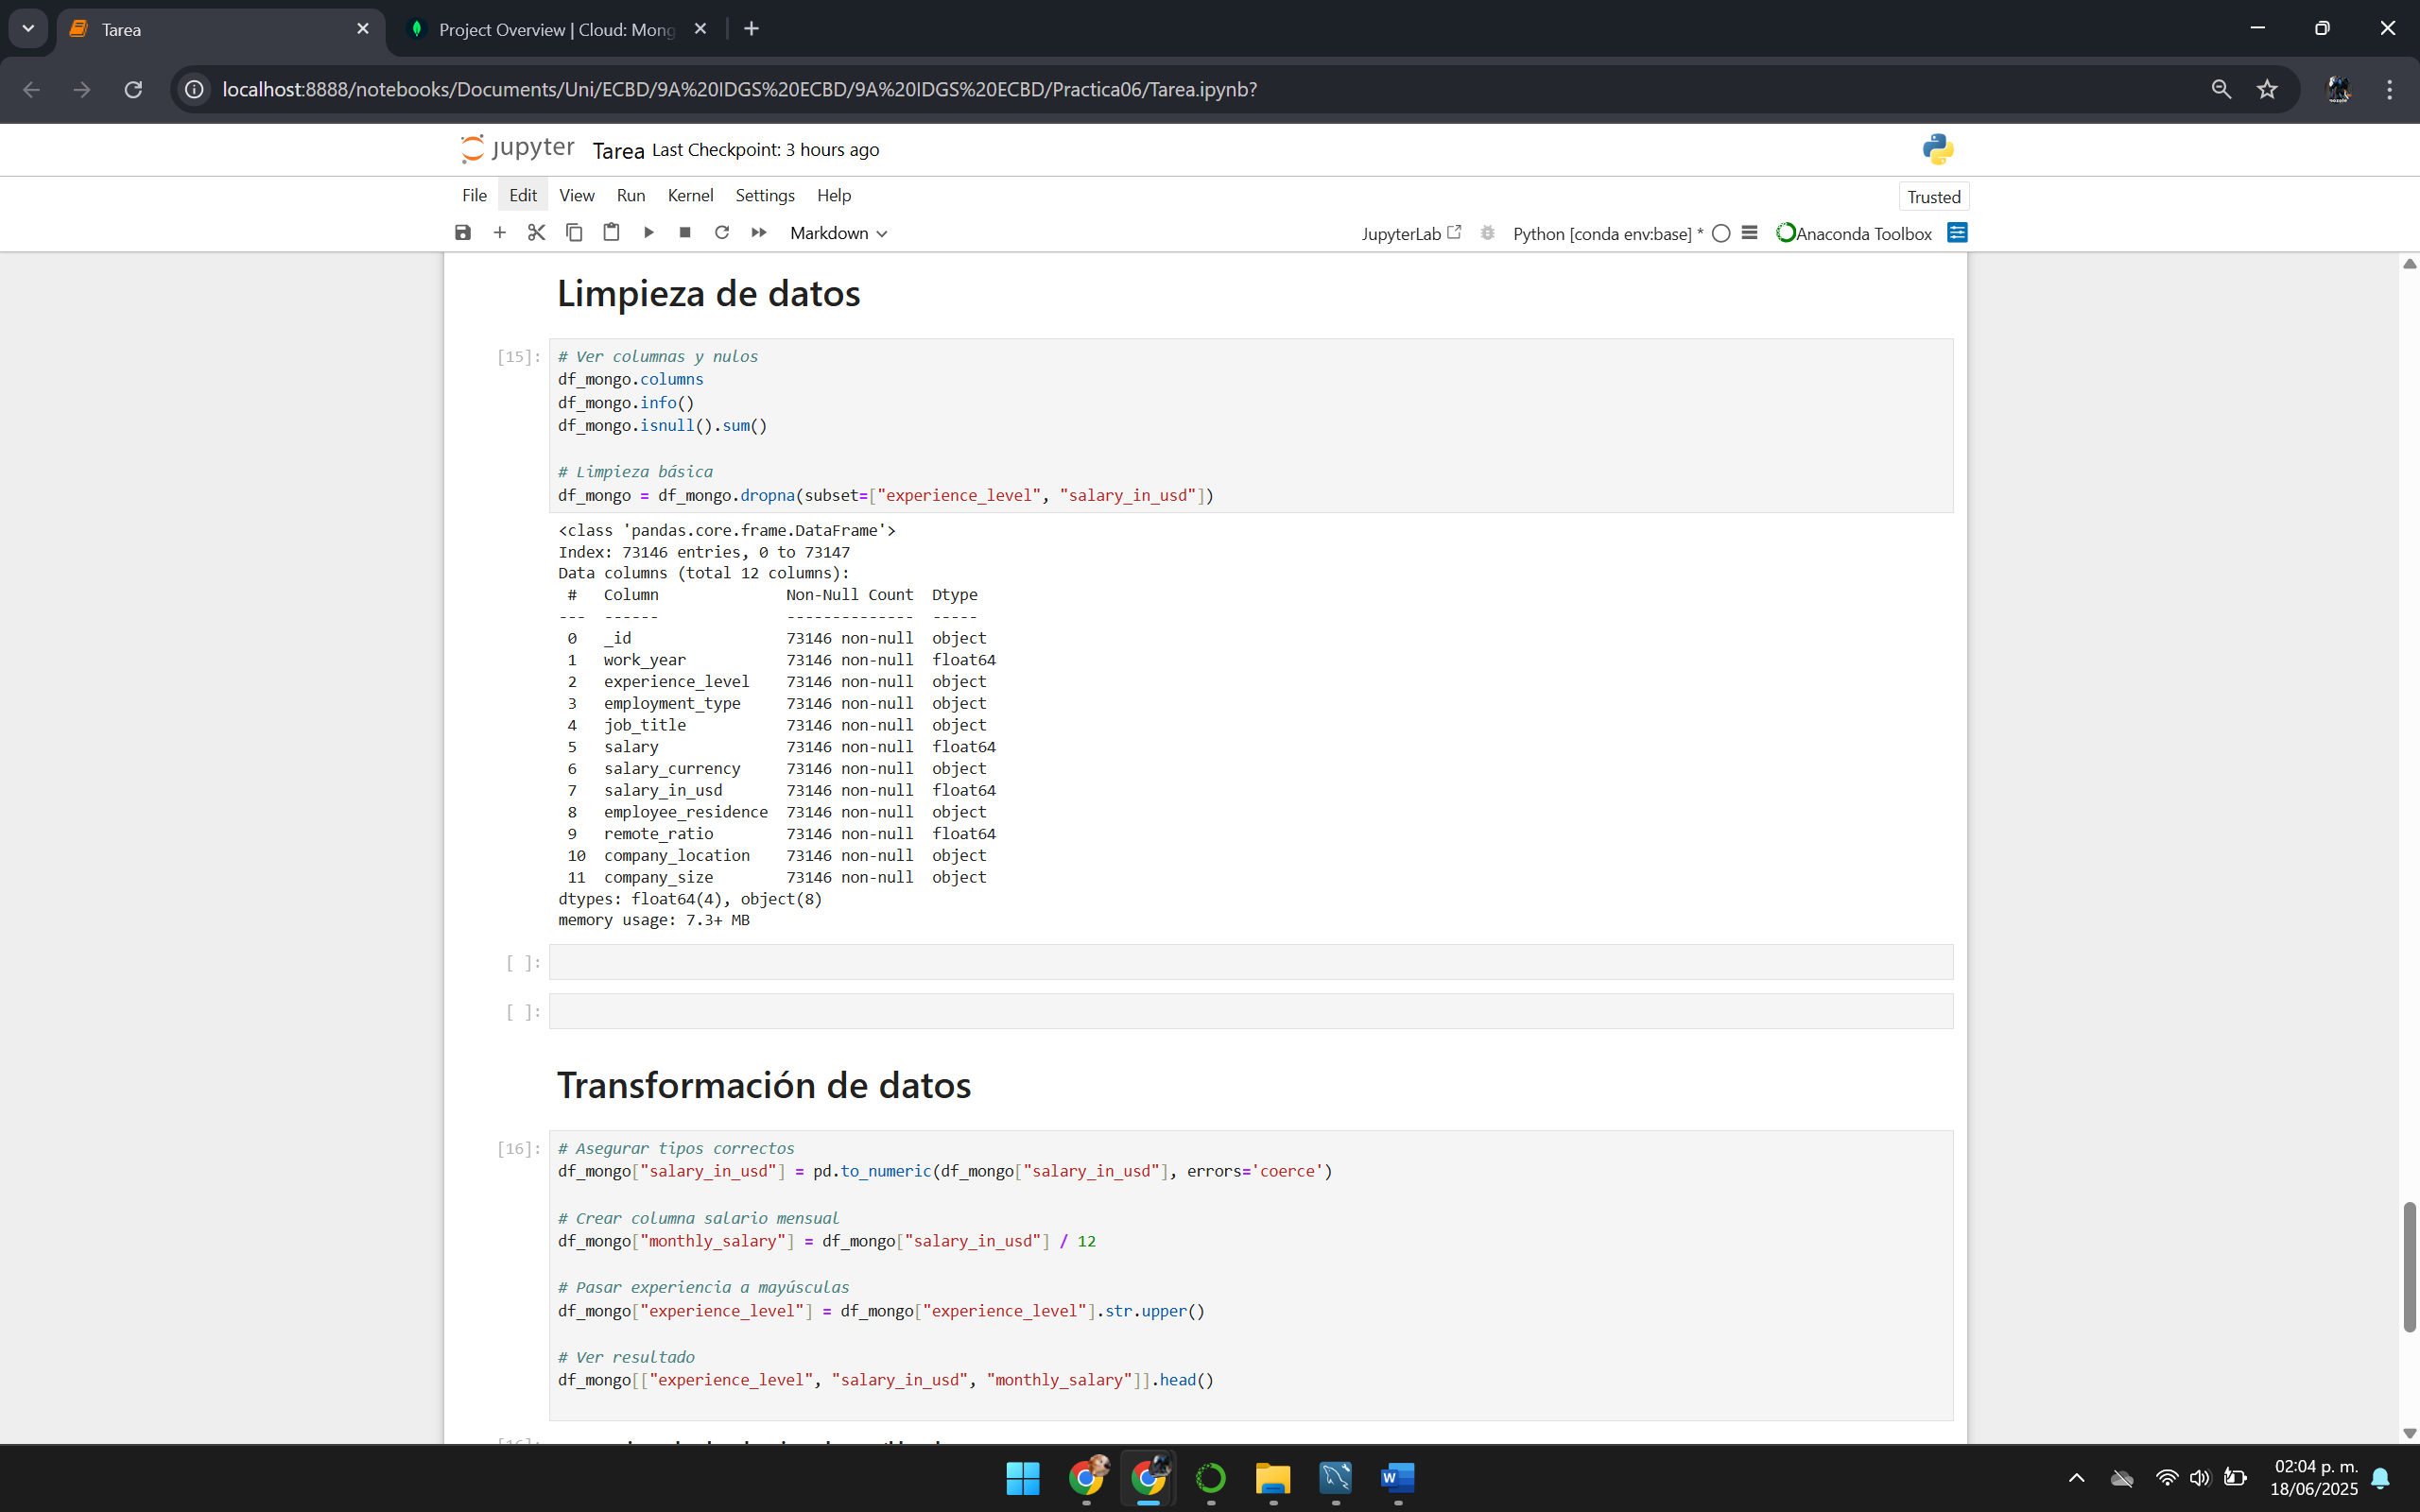 Tarea
Project Overview | Cloud: Mong
localhost:8888/notebooks/Documents/Uni/ECBD/9A%20IDGS%20ECBD/9A%20IDGS%20ECBD/Practica06/Tarea.ipynb?
jupyter Tarea Last Checkpoint: 3 hours ago
File Edit View Run Kernel Settings Help Trusted
Markdown JupyterLab Python [conda env:base] * Anaconda Toolbox
Limpieza de datos
[15]: # Ver columnas y nulos
df_mongo.columns
df_mongo.info()
df_mongo.isnull().sum()
# Limpieza básica
df_mongo = df_mongo.dropna(subset=["experience_level", "salary_in_usd"])
<class 'pandas.core.frame.DataFrame'>
Index: 73146 entries, 0 to 73147
Data columns (total 12 columns):
# Column Non-Null Count Dtype
--- ------ -------------- -----
0 _id 73146 non-null object
1 work_year 73146 non-null float64
2 experience_level 73146 non-null object
3 employment_type 73146 non-null object
4 job_title 73146 non-null object
5 salary 73146 non-null float64
6 salary_currency 73146 non-null object
7 salary_in_usd 73146 non-null float64
8 employee_residence 73146 non-null object
9 remote_ratio 73146 non-null float64
10 company_location 73146 non-null object
11 company_size 73146 non-null object
dtypes: float64(4), object(8)
memory usage: 7.3+ MB
[ ]:
[ ]:
Transformación de datos
[16]: # Asegurar tipos correctos
df_mongo["salary_in_usd"] = pd.to_numeric(df_mongo["salary_in_usd"], errors='coerce')
# Crear columna salario mensual
df_mongo["monthly_salary"] = df_mongo["salary_in_usd"] / 12
# Pasar experiencia a mayúsculas
df_mongo["experience_level"] = df_mongo["experience_level"].str.upper()
# Ver resultado
df_mongo[["experience_level", "salary_in_usd", "monthly_salary"]].head()
02:04 p. m.
18/06/2025